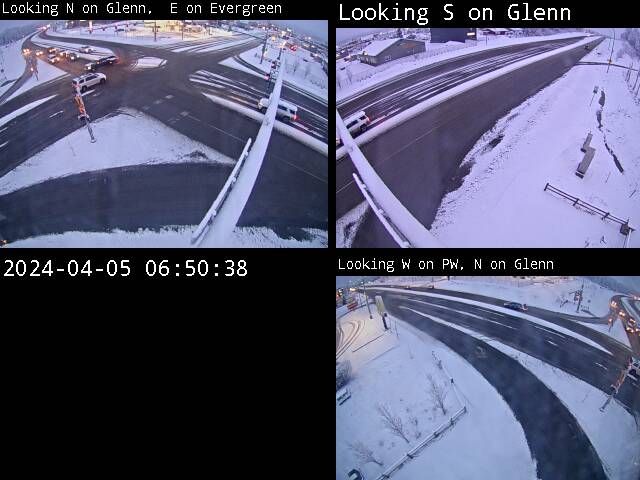 Looking N on Glenn,  E on Evergreen
Looking S on Glenn
2024-04-05 06:50:38
Looking W on PW, N on Glenn